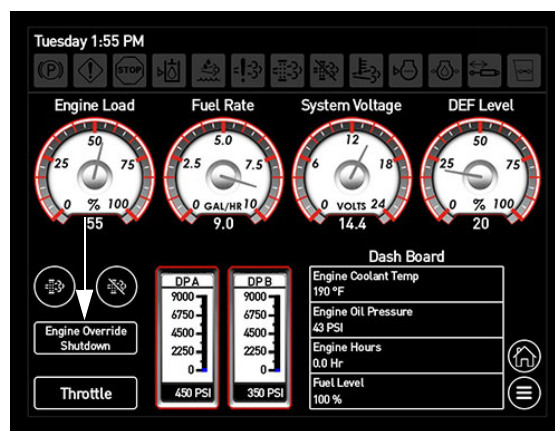 Tuesday 1:55 PM
(P) STOP
Engine Load Fuel Rate System Voltage DEF Level
0 25 50 75 100 %
55
2.5 5.0 7.5 0 GAL/HR 10
9.0
6 12 18 0 VOLTS 24
14.4
25 50 75 0 % 100
20
Engine Override
Shutdown
Throttle
DPA
9000
6750
4500
2250
0
450 PSI
DPB
9000
6750
4500
2250
0
350 PSI
Dash Board
Engine Coolant Temp
190 °F
Engine Oil Pressure
43 PSI
Engine Hours
0.0 Hr
Fuel Level
100 %